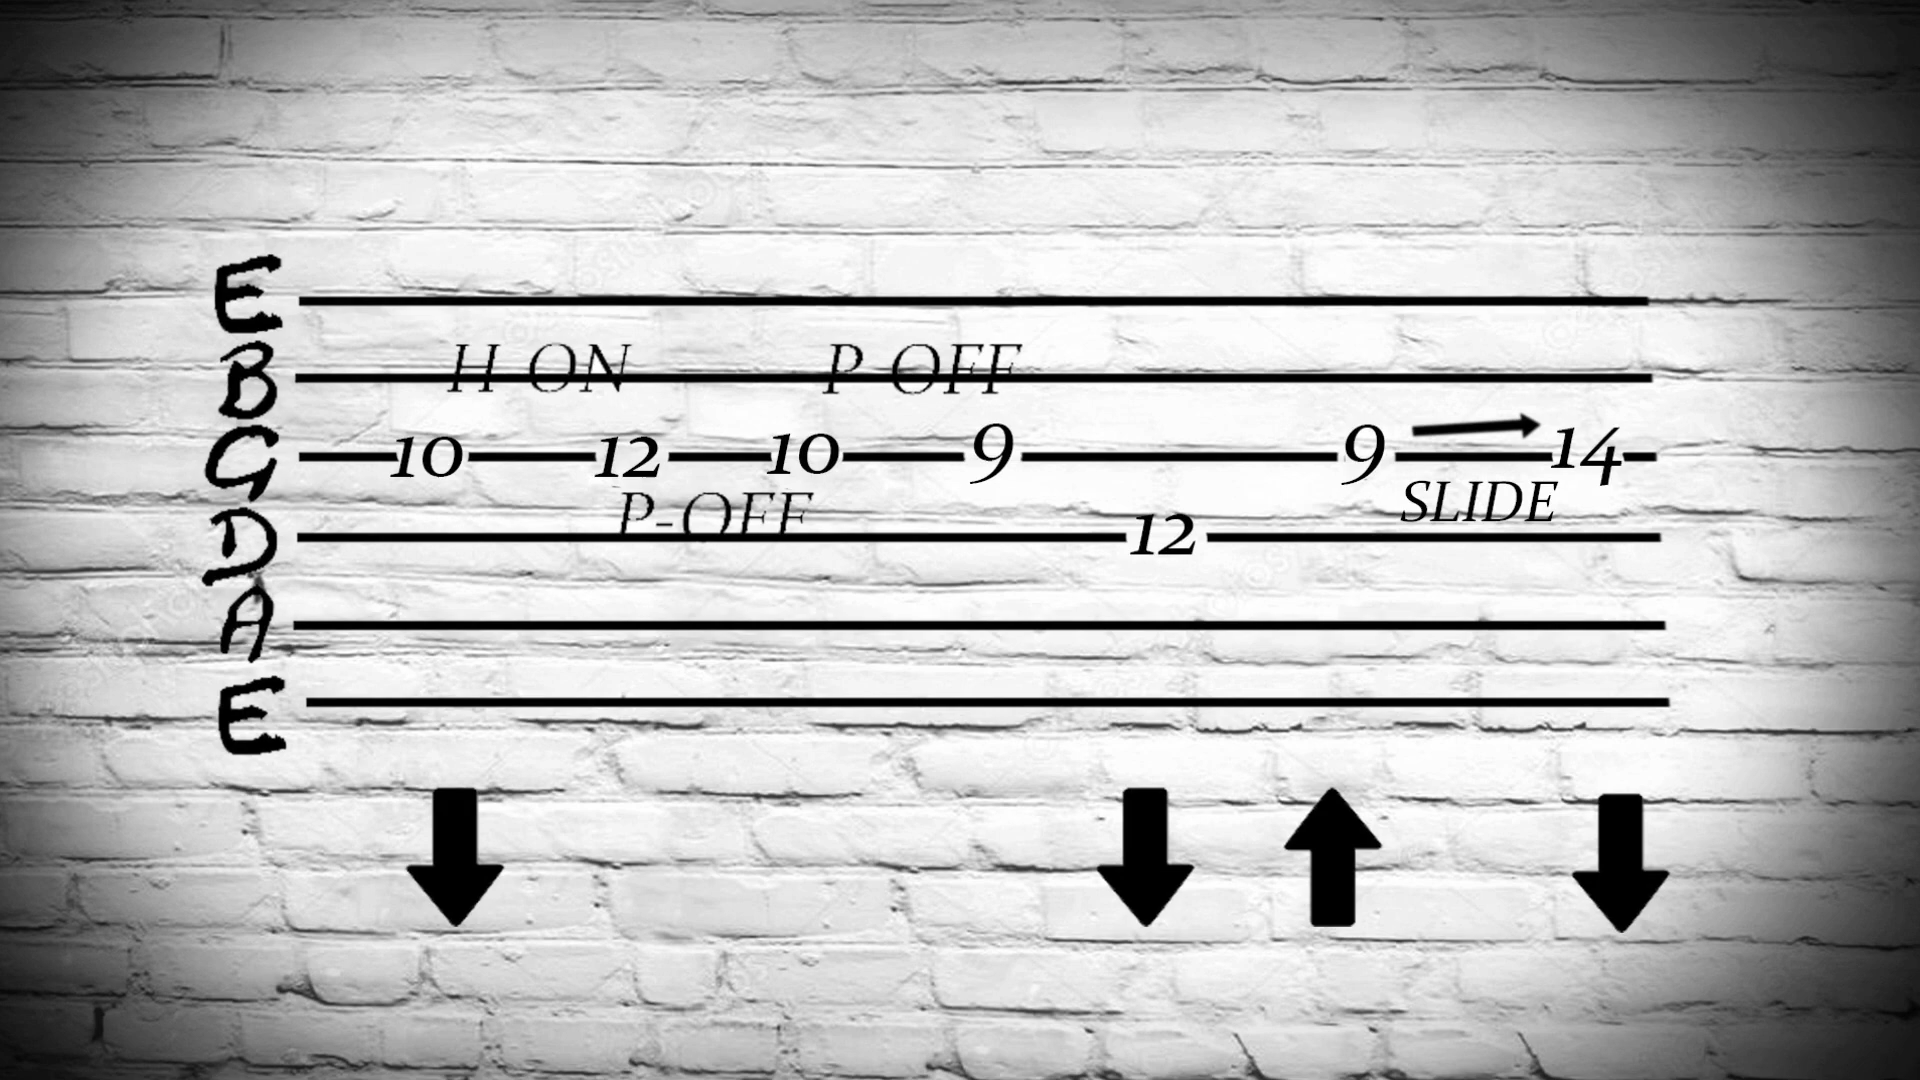 E
H-ON P-OFF
B
G 10 12 10 9 9 14
P-OFF SLIDE
D 12
A
E